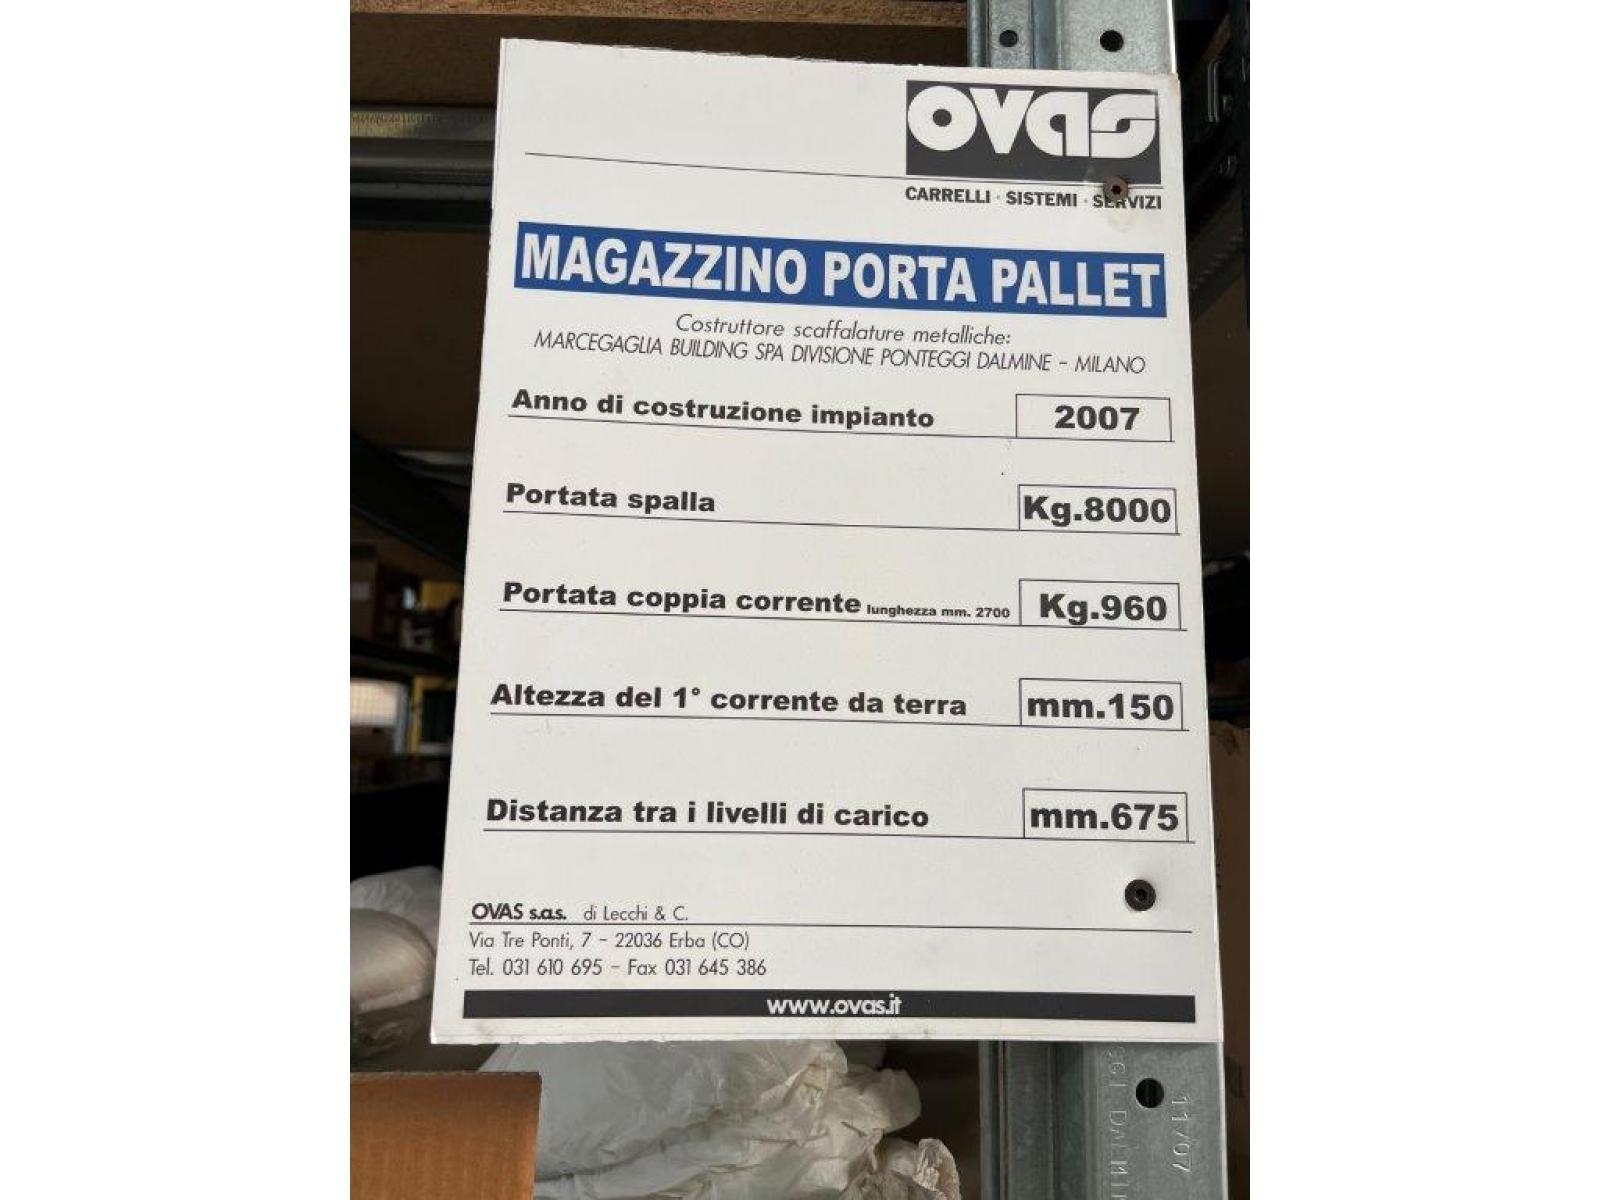 OVAS
CARRELLI · SISTEMI · SERVIZI
MAGAZZINO PORTA PALLET
Costruttore scaffalature metalliche:
MARCEGAGLIA BUILDING SPA DIVISIONE PONTEGGI DALMINE - MILANO
Anno di costruzione impianto 2007
Portata spalla Kg.8000
Portata coppia corrente lunghezza mm. 2700 Kg.960
Altezza del 1° corrente da terra mm.150
Distanza tra i livelli di carico mm.675
OVAS s.a.s. di Lecchi & C.
Via Tre Ponti, 7 - 22036 Erba (CO)
Tel. 031 610 695 - Fax 031 645 386
www.ovas.it
11/07